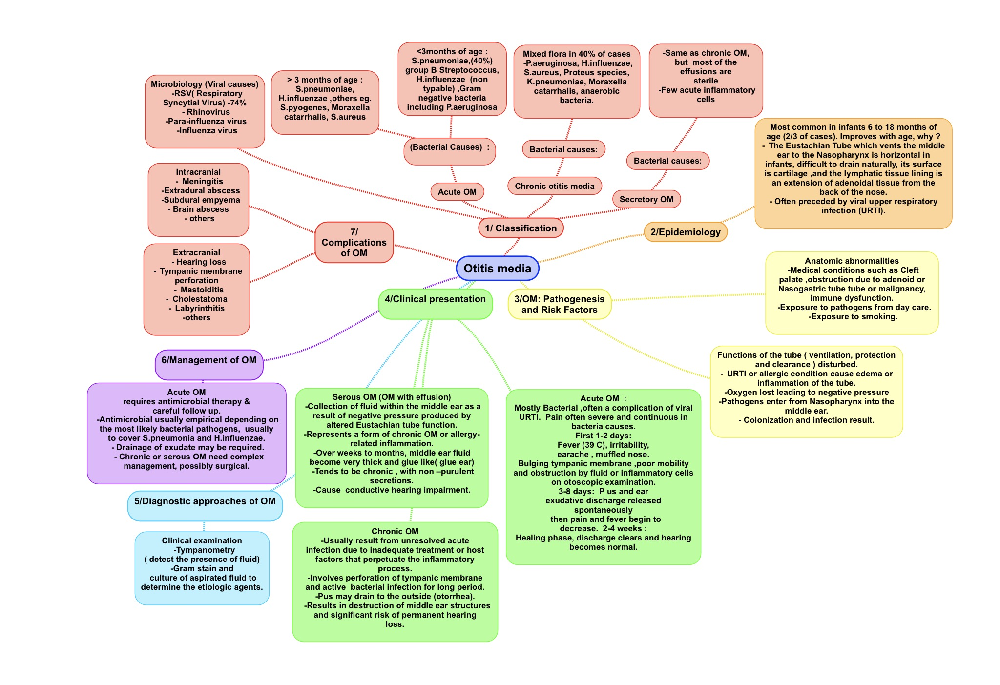 Otitis media
1/ Classification
Microbiology (Viral causes)
-RSV( Respiratory
Syncytial Virus) -74%
- Rhinovirus
-Para-influenza virus
-Influenza virus
Acute OM
(Bacterial Causes)  :
> 3 months of age :
S.pneumoniae,
H.influenzae ,others eg.
S.pyogenes, Moraxella
catarrhalis, S.aureus
<3months of age :
S.pneumoniae,(40%)
group B Streptococcus,
H.influenzae  (non
typable) ,Gram
negative bacteria
including P.aeruginosa
Chronic otitis media
Bacterial causes:
Mixed flora in 40% of cases
-P.aeruginosa, H.influenzae,
S.aureus, Proteus species,
K.pneumoniae, Moraxella
catarrhalis, anaerobic
bacteria.
Secretory OM
Bacterial causes:
-Same as chronic OM,
but  most of the
effusions are
sterile
-Few acute inflammatory
cells
2/Epidemiology
Most common in infants 6 to 18 months of
age (2/3 of cases). Improves with age, why ?
-  The Eustachian Tube which vents the middle
ear to the Nasopharynx is horizontal in
infants, difficult to drain naturally, its surface
is cartilage ,and the lymphatic tissue lining is
an extension of adenoidal tissue from the
back of the nose.
- Often preceded by viral upper respiratory
infection (URTI).
3/OM: Pathogenesis
and Risk Factors
Anatomic abnormalities
-Medical conditions such as Cleft
palate ,obstruction due to adenoid or
Nasogastric tube tube or malignancy,
immune dysfunction.
-Exposure to pathogens from day care.
-Exposure to smoking.
Functions of the tube ( ventilation, protection
and clearance ) disturbed.
-  URTI or allergic condition cause edema or
inflammation of the tube.
-Oxygen lost leading to negative pressure
-Pathogens enter from Nasopharynx into the
middle ear.
- Colonization and infection result.
4/Clinical presentation
Acute OM  :
Mostly Bacterial ,often a complication of viral
URTI.  Pain often severe and continuous in
bacteria causes.
First 1-2 days:
Fever (39 C), irritability,
earache , muffled nose.
Bulging tympanic membrane ,poor mobility
and obstruction by fluid or inflammatory cells
on otoscopic examination.
3-8 days:  P us and ear
exudative discharge released
spontaneously
then pain and fever begin to
decrease.  2-4 weeks :
Healing phase, discharge clears and hearing
becomes normal.
Serous OM (OM with effusion)
-Collection of fluid within the middle ear as a
result of negative pressure produced by
altered Eustachian tube function.
-Represents a form of chronic OM or allergy-
related inflammation.
-Over weeks to months, middle ear fluid
become very thick and glue like( glue ear)
-Tends to be chronic , with non –purulent
secretions.
-Cause  conductive hearing impairment.
Chronic OM
-Usually result from unresolved acute
infection due to inadequate treatment or host
factors that perpetuate the inflammatory
process.
-Involves perforation of tympanic membrane
and active  bacterial infection for long period.
-Pus may drain to the outside (otorrhea).
-Results in destruction of middle ear structures
and significant risk of permanent hearing
loss.
5/Diagnostic approaches of OM
Clinical examination
-Tympanometry
( detect the presence of fluid)
-Gram stain and
culture of aspirated fluid to
determine the etiologic agents.
6/Management of OM
Acute OM
requires antimicrobial therapy &
careful follow up.
-Antimicrobial usually empirical depending on
the most likely bacterial pathogens,  usually
to cover S.pneumonia and H.influenzae.
- Drainage of exudate may be required.
- Chronic or serous OM need complex
management, possibly surgical.
7/
Complications
of OM
Intracranial
-  Meningitis
-Extradural abscess
-Subdural empyema
- Brain abscess
- others
Extracranial
- Hearing loss
-  Tympanic membrane
perforation
-  Mastoiditis
-  Cholestatoma
-  Labyrinthitis
-others